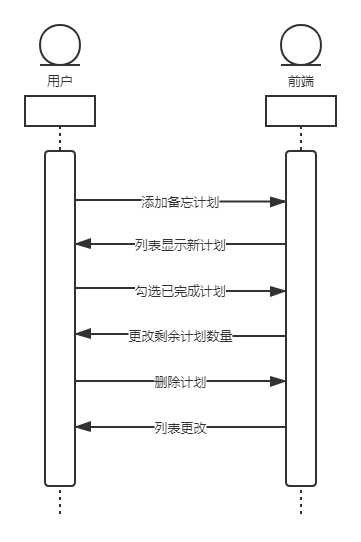 用户
前端
添加备忘计划
列表显示新计划
勾选已完成计划
更改剩余计划数量
删除计划
列表更改